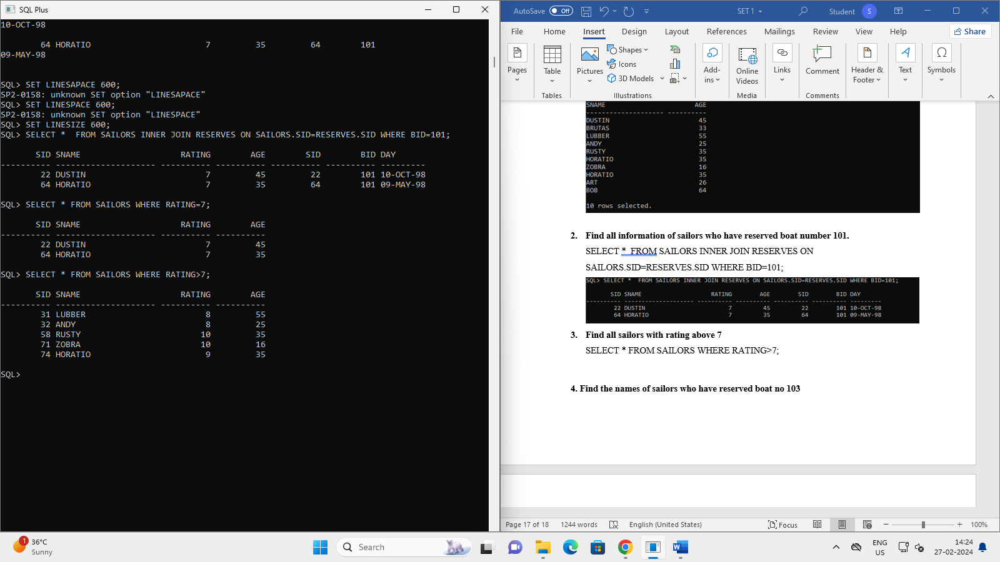 SQL Plus
10-OCT-98
64 HORATIO 7 35 64 101
09-MAY-98
SQL> SET LINESAPACE 600;
SP2-0158: unknown SET option "LINESAPACE"
SQL> SET LINESPACE 600;
SP2-0158: unknown SET option "LINESPACE"
SQL> SET LINESIZE 600;
SQL> SELECT *  FROM SAILORS INNER JOIN RESERVES ON SAILORS.SID=RESERVES.SID WHERE BID=101;
SID SNAME RATING AGE SID BID DAY
---------- -------------------- ---------- ---------- ---------- ---------- ---------
22 DUSTIN 7 45 22 101 10-OCT-98
64 HORATIO 7 35 64 101 09-MAY-98
SQL> SELECT * FROM SAILORS WHERE RATING=7;
SID SNAME RATING AGE
---------- -------------------- ---------- ----------
22 DUSTIN 7 45
64 HORATIO 7 35
SQL> SELECT * FROM SAILORS WHERE RATING>7;
SID SNAME RATING AGE
---------- -------------------- ---------- ----------
31 LUBBER 8 55
32 ANDY 8 25
58 RUSTY 10 35
71 ZOBRA 10 16
74 HORATIO 9 35
SQL>
AutoSave Off SET 1 Student S
File Home Insert Design Layout References Mailings Review View Help Share
Pages
Table
Tables
Pictures
Shapes
Icons
3D Models
Illustrations
Add-
ins
Online
Videos
Media
Links
Comment
Comments
Header &
Footer
Text
Symbols
SNAME AGE
-------------------- ----------
DUSTIN 45
BRUTAS 33
LUBBER 55
ANDY 25
RUSTY 35
HORATIO 35
ZOBRA 16
HORATIO 35
ART 26
BOB 64
10 rows selected.
2. Find all information of sailors who have reserved boat number 101.
SELECT *  FROM SAILORS INNER JOIN RESERVES ON
SAILORS.SID=RESERVES.SID WHERE BID=101;
SQL> SELECT *  FROM SAILORS INNER JOIN RESERVES ON SAILORS.SID=RESERVES.SID WHERE BID=101;
SID SNAME RATING AGE SID BID DAY
---------- -------------------- ---------- ---------- ---------- ---------- ---------
22 DUSTIN 7 45 22 101 10-OCT-98
64 HORATIO 7 35 64 101 09-MAY-98
3. Find all sailors with rating above 7
SELECT * FROM SAILORS WHERE RATING>7;
4. Find the names of sailors who have reserved boat no 103
Page 17 of 18 1244 words English (United States) Focus 100%
1
36°C
Sunny
Search
W
ENG
US
14:24
27-02-2024